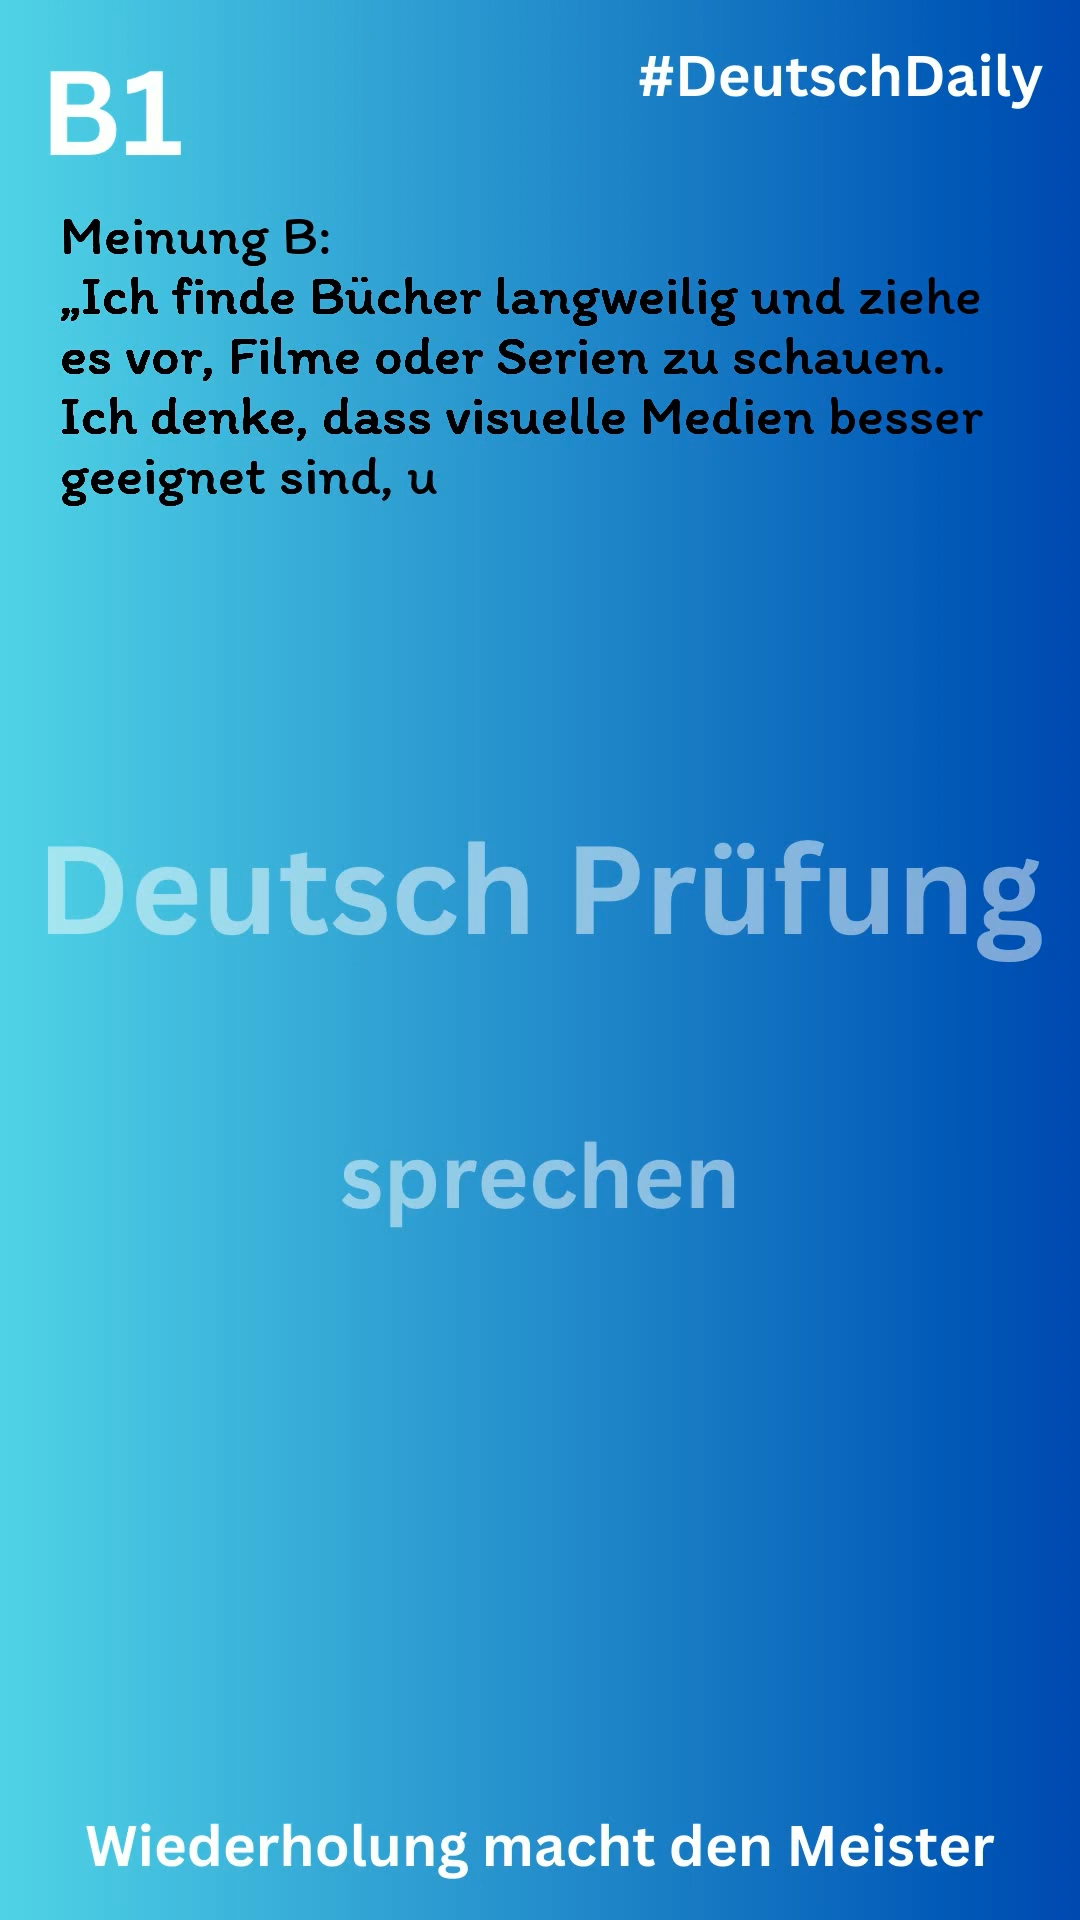 B1
#DeutschDaily
Meinung B:
„Ich finde Bücher langweilig und ziehe
es vor, Filme oder Serien zu schauen.
Ich denke, dass visuelle Medien besser
geeignet sind, u
Deutsch Prüfung
sprechen
Wiederholung macht den Meister